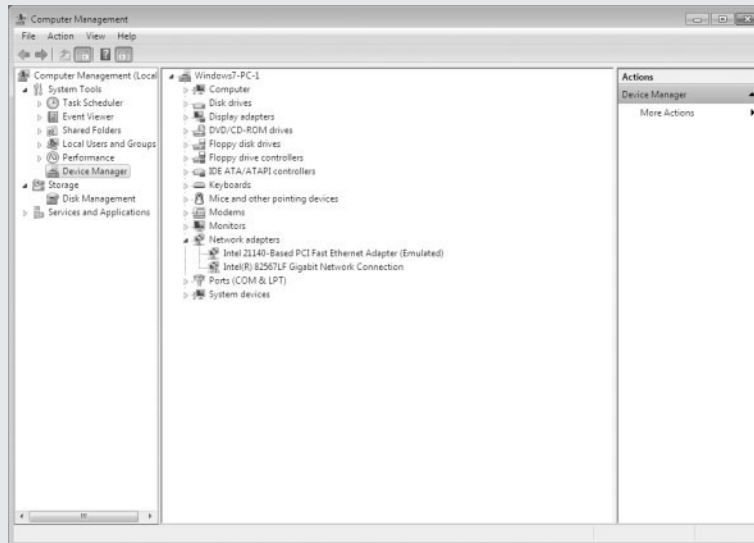 Computer Management
File Action View Help
Computer Management (Local
System Tools
Task Scheduler
Event Viewer
Shared Folders
Local Users and Groups
Performance
Device Manager
Storage
Disk Management
Services and Applications
Windows7-PC-1
Computer
Disk drives
Display adapters
DVD/CD-ROM drives
Floppy disk drives
Floppy drive controllers
IDE ATA/ATAPI controllers
Keyboards
Mice and other pointing devices
Modems
Monitors
Network adapters
Intel 21140-Based PCI Fast Ethernet Adapter (Emulated)
Intel(R) 82567LF Gigabit Network Connection
Ports (COM & LPT)
System devices
Actions
Device Manager
More Actions